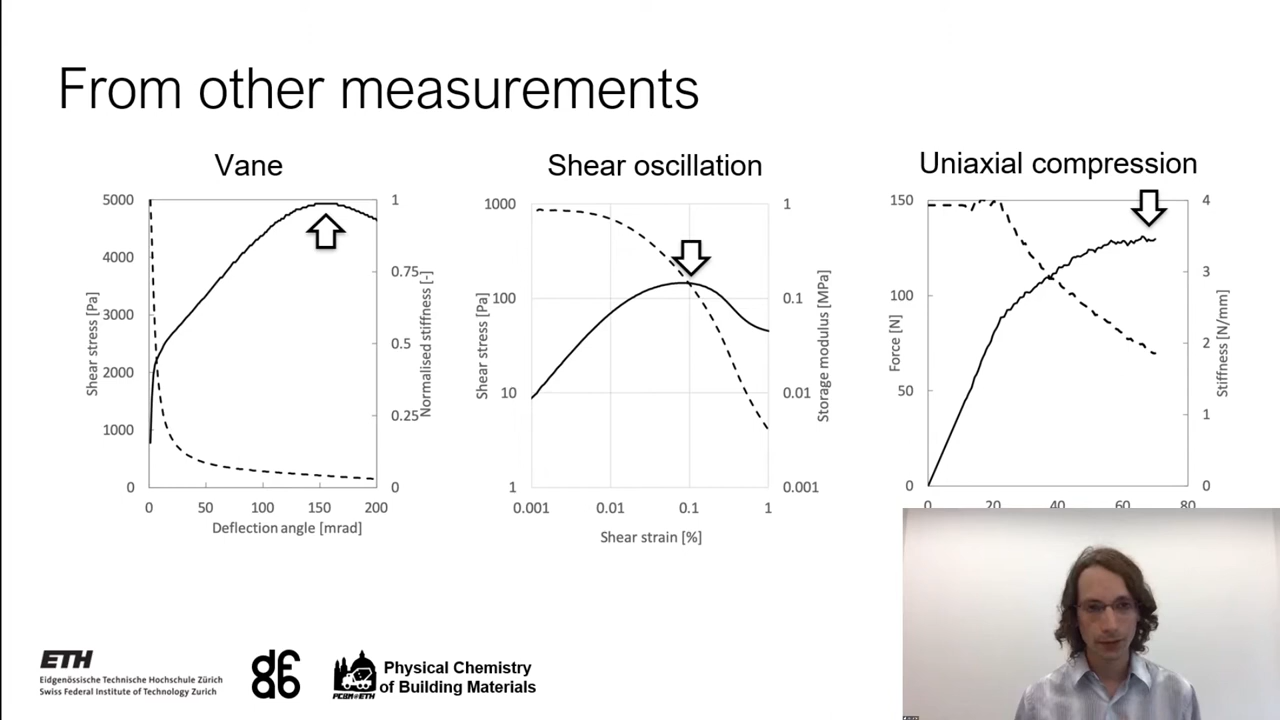 From other measurements
Vane
Shear oscillation
Uniaxial compression
5000
4000
3000
2000
1000
0
Shear stress [Pa]
1
0.75
0.5
0.25
0
Normalised stiffness [-]
0
50
100
150
200
Deflection angle [mrad]
1000
100
10
1
Shear stress [Pa]
1
0.1
0.01
0.001
Storage modulus [MPa]
0.001
0.01
0.1
1
Shear strain [%]
150
100
50
0
Force [N]
4
3
2
1
0
Stiffness [N/mm]
0
20
40
60
80
ETH
Eidgenössische Technische Hochschule Zürich
Swiss Federal Institute of Technology Zurich
df
ab
PCBM@ETH
Physical Chemistry
of Building Materials